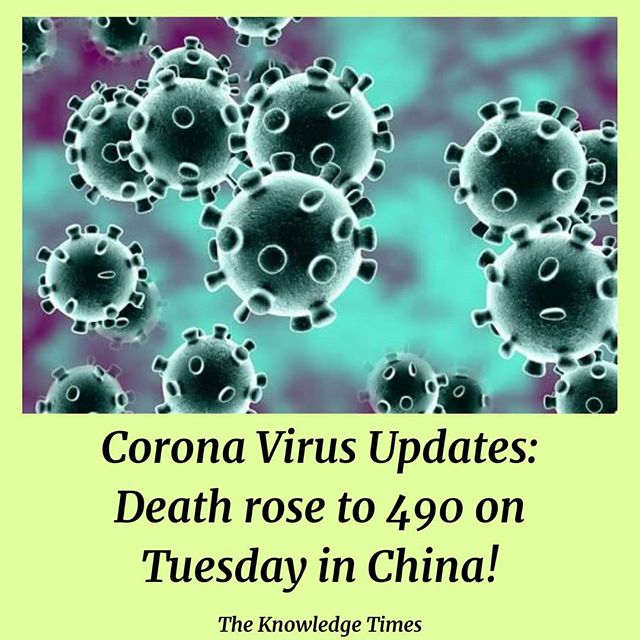 Corona Virus Updates:
Death rose to 490 on
Tuesday in China!
The Knowledge Times